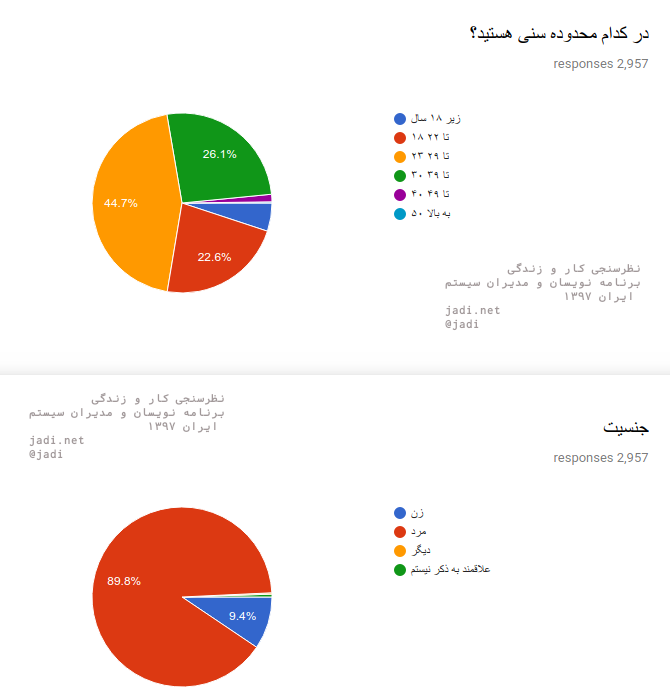 در کدام محدوده سنی هستید؟
responses 2,957
زیر ۱۸ سال
تا ۲۲ ۱۸
تا ۲۹ ۲۳
تا ۳۹ ۳۰
تا ۴۹ ۴۰
به بالا ۵۰
26.1%
44.7%
22.6%
نظرسنجی کار و زندگی
برنامه نویسان و مدیران سیستم
ایران ۱۳۹۷
jadi.net
@jadi
نظرسنجی کار و زندگی
برنامه نویسان و مدیران سیستم
ایران ۱۳۹۷
jadi.net
@jadi
جنسیت
responses 2,957
زن
مرد
دیگر
علاقمند به ذکر نیستم
89.8%
9.4%